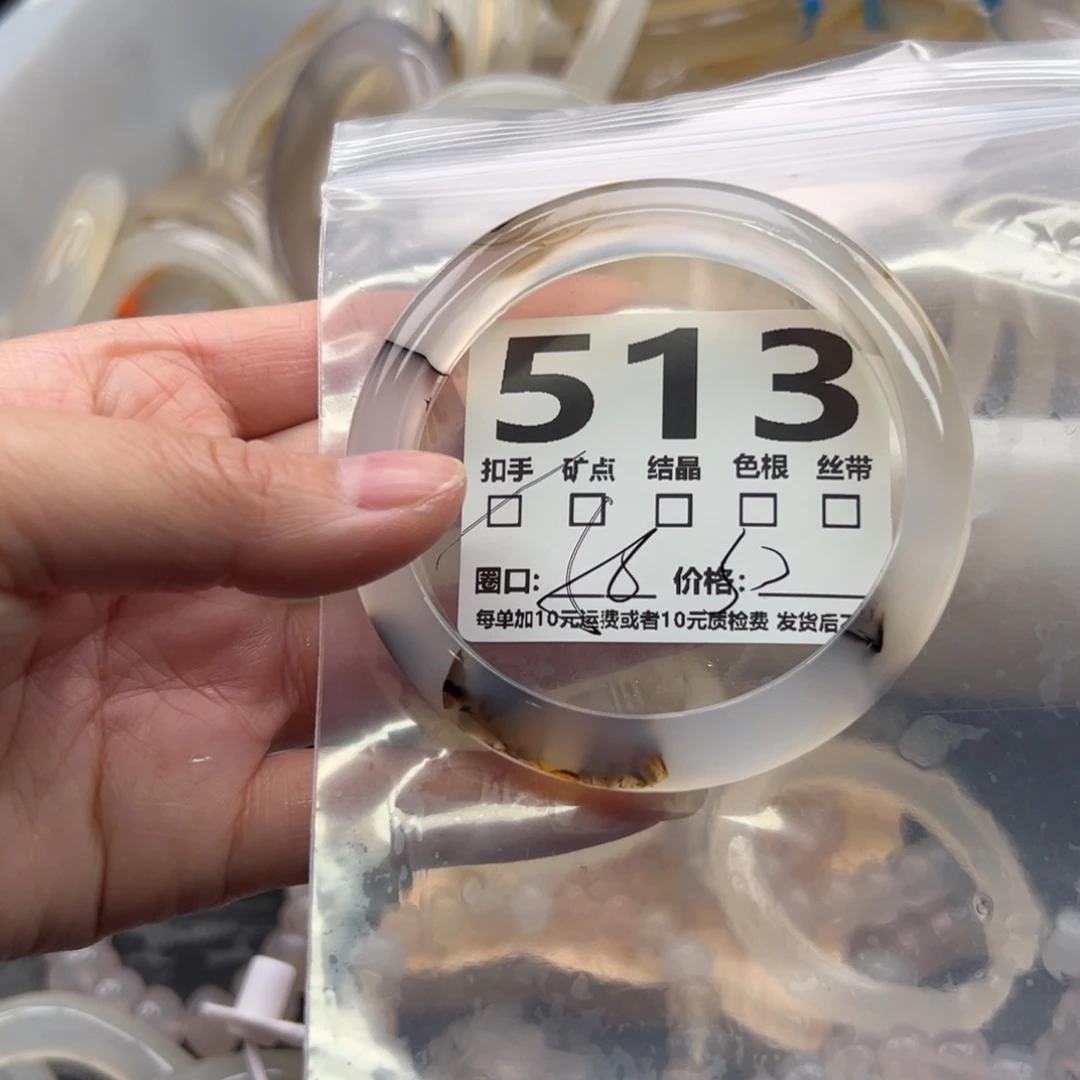 513
扣手 矿点 结晶 色根 丝带
圈口: 价格:
每单加10元运费或者10元质检费 发货后